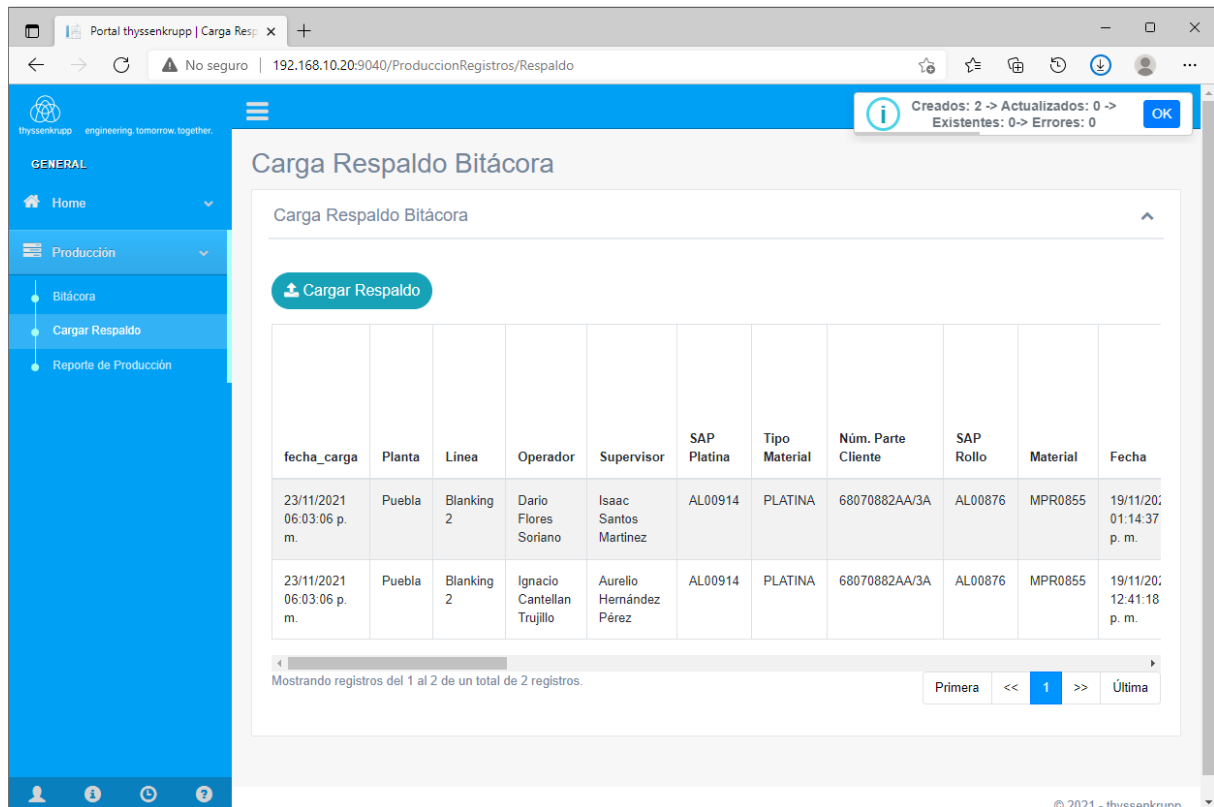 Portal thyssenkrupp | Carga Resp
No seguro | 192.168.10.20:9040/ProduccionRegistros/Respaldo
thyssenkrupp engineering.tomorrow.together.
Creados: 2 -> Actualizados: 0 ->
Existentes: 0-> Errores: 0
OK
GENERAL
Home
Producción
Bitácora
Cargar Respaldo
Reporte de Producción
Carga Respaldo Bitácora
Carga Respaldo Bitácora
Cargar Respaldo
fecha_carga Planta Línea Operador Supervisor SAP Platina Tipo Material Núm. Parte Cliente SAP Rollo Material Fecha
23/11/2021 06:03:06 p. m. Puebla Blanking 2 Dario Flores Soriano Isaac Santos Martinez AL00914 PLATINA 68070882AA/3A AL00876 MPR0855 19/11/202 01:14:37 p. m.
23/11/2021 06:03:06 p. m. Puebla Blanking 2 Ignacio Cantellan Trujillo Aurelio Hernández Pérez AL00914 PLATINA 68070882AA/3A AL00876 MPR0855 19/11/202 12:41:18 p. m.
Mostrando registros del 1 al 2 de un total de 2 registros.
Primera << 1 >> Última
© 2021 - thyssenkrupp